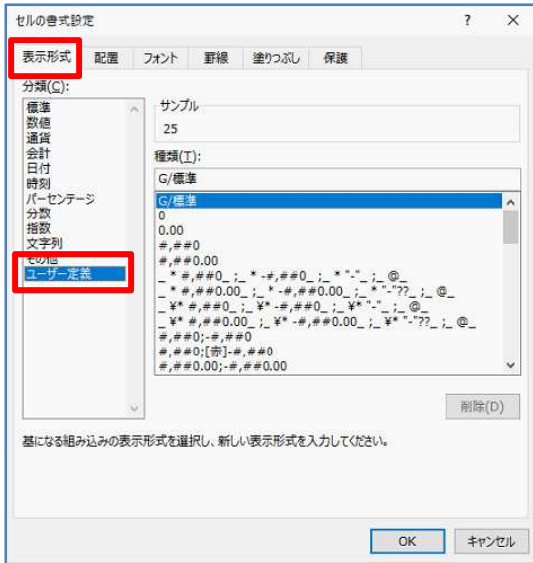 セルの書式設定 ? ×
表示形式 配置 フォント 罫線 塗りつぶし 保護
分類(C):
標準
数値
通貨
会計
日付
時刻
パーセンテージ
分数
指数
文字列
その他
ユーザー定義
サンプル
25
種類(T):
G/標準
G/標準
0
0.00
#,##0
#,##0.00
_ * #,##0_ ;_ * -#,##0_ ;_ * "-"_ ;_ @_
_ * #,##0.00_ ;_ * -#,##0.00_ ;_ * "-"??_ ;_ @_
_ ¥* #,##0_ ;_ ¥* -#,##0_ ;_ ¥* "-"_ ;_ @_
_ ¥* #,##0.00_ ;_ ¥* -#,##0.00_ ;_ ¥* "-"??_ ;_ @_
#,##0;-#,##0
#,##0;[赤]-#,##0
#,##0.00;-#,##0.00
削除(D)
基になる組み込みの表示形式を選択し、新しい表示形式を入力してください。
OK キャンセル